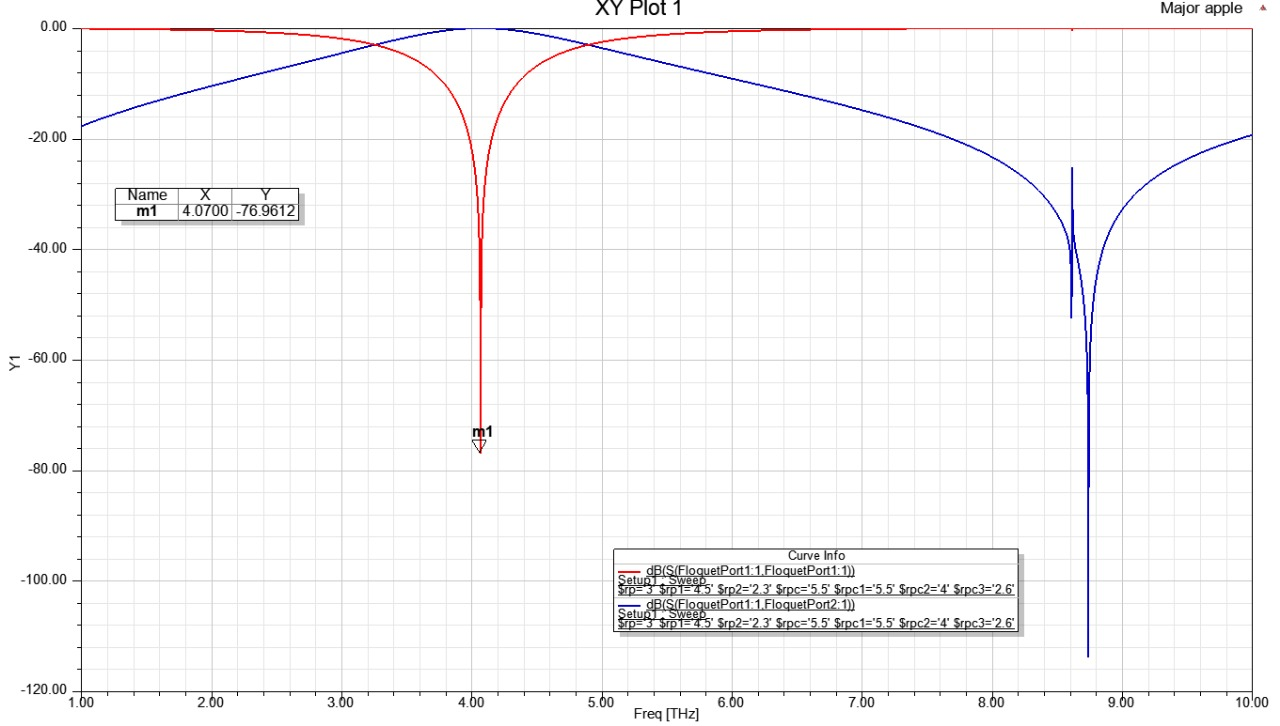 XY Plot 1
Major apple
0.00
-20.00
-40.00
-60.00
-80.00
-100.00
-120.00
Y1
Name X Y
m1 4.0700 -76.9612
m1
Curve Info
dB(S(FloquetPort1:1,FloquetPort1:1))
Setup1 : Sweep
$rp='3' $rp1='4.5' $rp2='2.3' $rpc='5.5' $rpc1='5.5' $rpc2='4' $rpc3='2.6'
dB(S(FloquetPort1:1,FloquetPort2:1))
Setup1 : Sweep
$rp='3' $rp1='4.5' $rp2='2.3' $rpc='5.5' $rpc1='5.5' $rpc2='4' $rpc3='2.6'
1.00 2.00 3.00 4.00 5.00 6.00 7.00 8.00 9.00 10.00
Freq [THz]